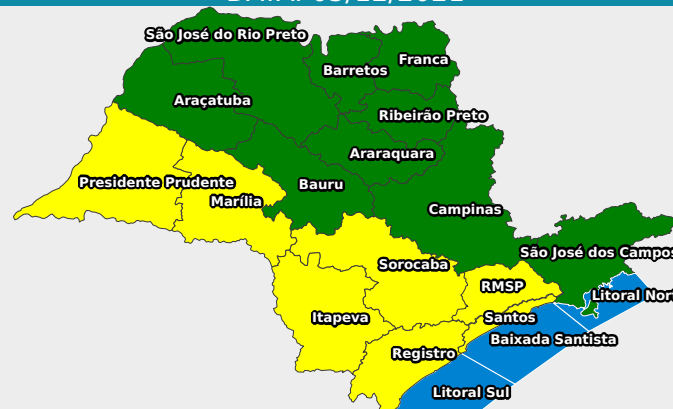 São José do Rio Preto
Franca
Barretos
Araçatuba
Ribeirão Preto
Araraquara
Presidente Prudente
Bauru
Marília
Campinas
São José dos Campos
Sorocaba
RMSP
Litoral Nort
Itapeva
Santos
Baixada Santista
Registro
Litoral Sul